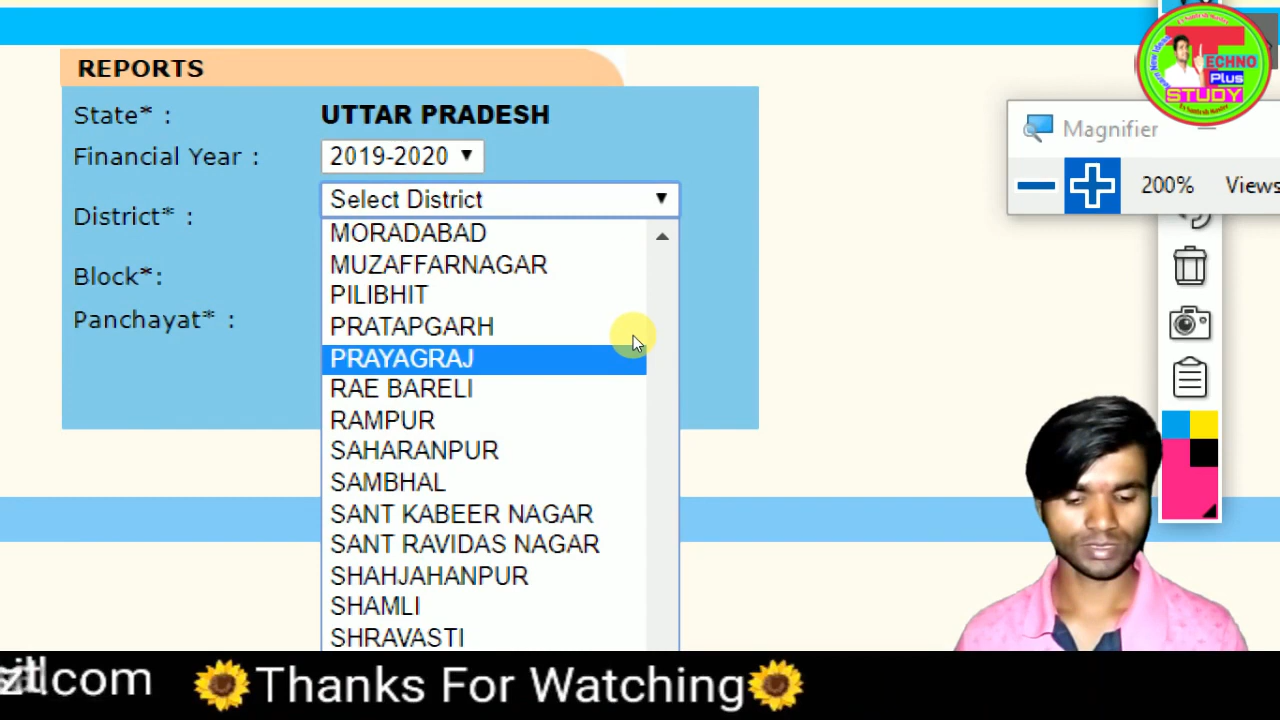 REPORTS
State* :
UTTAR PRADESH
Financial Year :
2019-2020
District* :
Select District
MORADABAD
MUZAFFARNAGAR
PILIBHIT
PRATAPGARH
PRAYAGRAJ
RAE BARELI
RAMPUR
SAHARANPUR
SAMBHAL
SANT KABEER NAGAR
SANT RAVIDAS NAGAR
SHAHJAHANPUR
SHAMLI
SHRAVASTI
Block*:
Panchayat* :
TECHNO
Plus
STUDY
Magnifier
200% Views
.com 🌻Thanks For Watching🌻